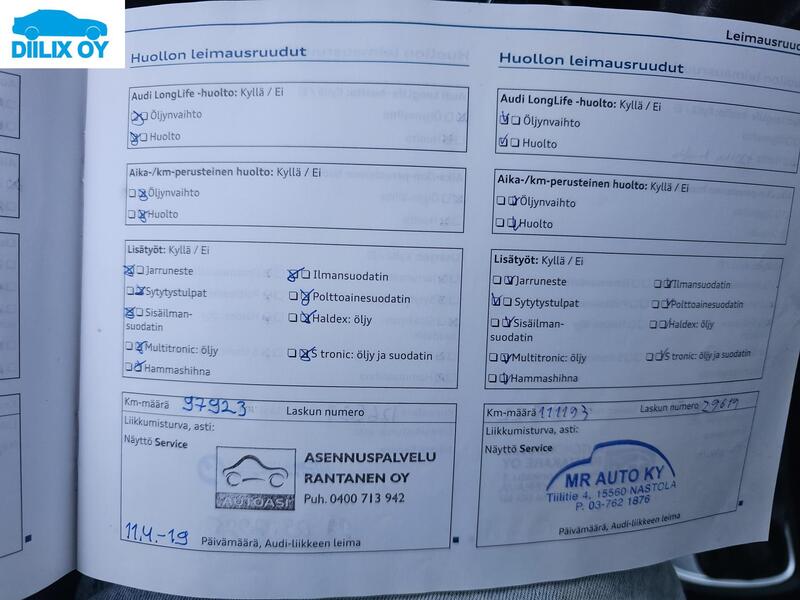 DIILIX OY
Leimausruud
Huollon leimausruudut
Audi LongLife -huolto: Kyllä / Ei
Öljynvaihto
Huolto
Aika-/km-perusteinen huolto: Kyllä / Ei
Öljynvaihto
Huolto
Lisätyöt: Kyllä / Ei
Jarruneste
Ilmansuodatin
Sytytystulpat
Polttoainesuodatin
Sisäilman-
suodatin
Haldex: öljy
Multitronic: öljy
S tronic: öljy ja suodatin
Hammashihna
Km-määrä 97923
Laskun numero
Liikkumisturva, asti:
Näyttö Service
ASENNUSPALVELU
RANTANEN OY
Puh. 0400 713 942
AUTOASI
11.4.-19
Päivämäärä, Audi-liikkeen leima
Huollon leimausruudut
Audi LongLife -huolto: Kyllä / Ei
Öljynvaihto
Huolto
Aika-/km-perusteinen huolto: Kyllä / Ei
Öljynvaihto
Huolto
Lisätyöt: Kyllä / Ei
Jarruneste
Ilmansuodatin
Sytytystulpat
Polttoainesuodatin
Sisäilman-
suodatin
Haldex: öljy
Multitronic: öljy
S tronic: öljy ja suodatin
Hammashihna
Km-määrä 111193
Laskun numero 29619
Liikkumisturva, asti:
Näyttö Service
MR AUTO KY
Tiilitie 4, 15560 NASTOLA
P. 03-762 1876
Päivämäärä, Audi-liikkeen leima